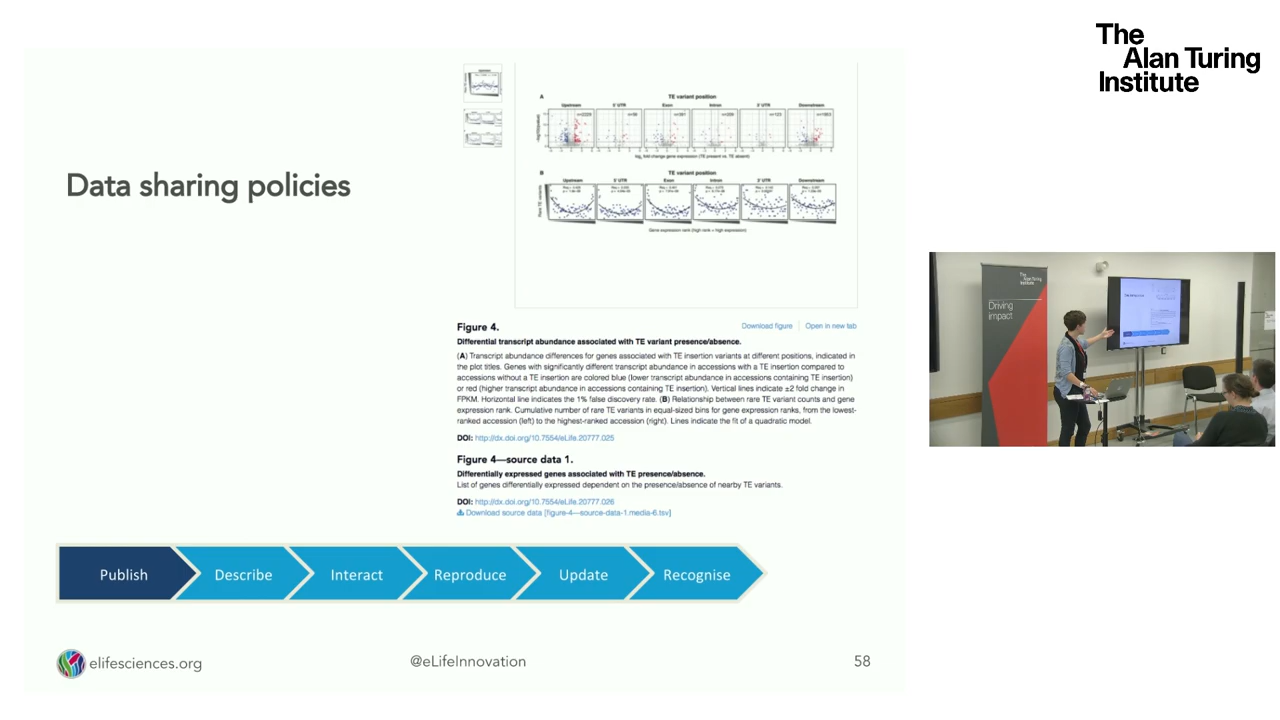 The
Alan Turing
Institute
Data sharing policies
A
TE variant position
Upstream
5' UTR
Exon
Intron
3' UTR
Downstream
log₂ fold change gene expression (TE present vs. TE absent)
B
TE variant position
Upstream
5' UTR
Exon
Intron
3' UTR
Downstream
Rare TE variants
Gene expression rank (high rank = high expression)
Figure 4.
Download figure
Open in new tab
Differential transcript abundance associated with TE variant presence/absence.
(A) Transcript abundance differences for genes associated with TE insertion variants at different positions, indicated in
the plot titles. Genes with significantly different transcript abundance in accessions with a TE insertion compared to
accessions without a TE insertion are colored blue (lower transcript abundance in accessions containing TE insertion)
or red (higher transcript abundance in accessions containing TE insertion). Vertical lines indicate ±2 fold change in
FPKM. Horizontal line indicates the 1% false discovery rate. (B) Relationship between rare TE variant counts and gene
expression rank. Cumulative number of rare TE variants in equal-sized bins for gene expression ranks, from the lowest-
ranked accession (left) to the highest-ranked accession (right). Lines indicate the fit of a quadratic model.
DOI: http://dx.doi.org/10.7554/eLife.20777.025
Figure 4—source data 1.
Differentially expressed genes associated with TE presence/absence.
List of genes differentially expressed dependent on the presence/absence of nearby TE variants.
DOI: http://dx.doi.org/10.7554/eLife.20777.026
Download source data [figure-4—source-data-1.media-6.tsv]
Publish
Describe
Interact
Reproduce
Update
Recognise
elifesciences.org
@eLifeInnovation
58
The
Alan Turing
Institute
Driving
impact